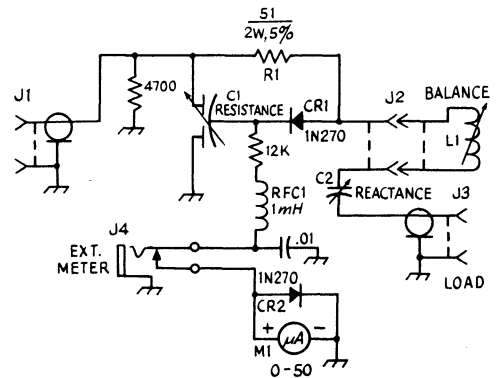 51
2W, 5%
R1
J1
4700
C1
RESISTANCE
CR1
1N270
J2
BALANCE
L1
12K
C2
REACTANCE
J3
RFC1
1mH
J4
EXT.
METER
.01
LOAD
1N270
CR2
+
μA
-
M1
0-50